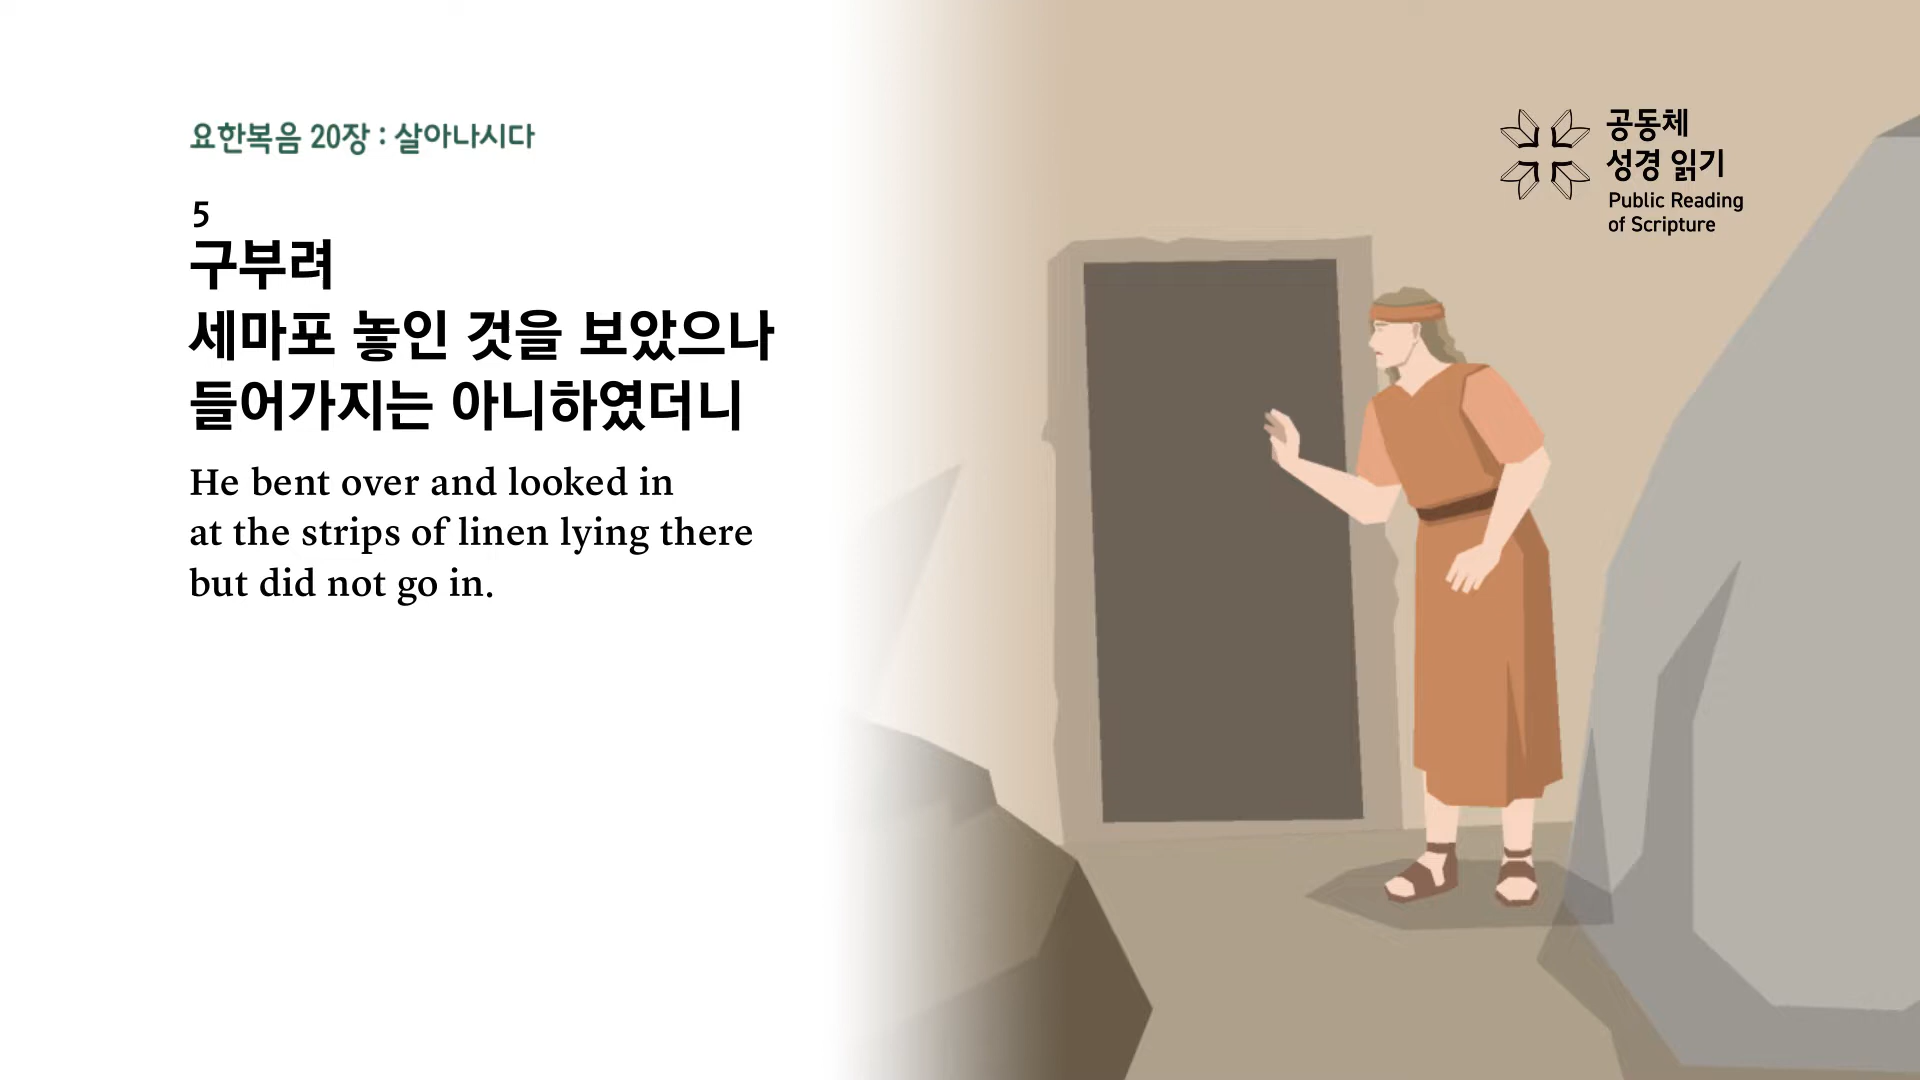 요한복음 20장 : 살아나시다
5
구부려
세마포 놓인 것을 보았으나
들어가지는 아니하였더니
He bent over and looked in
at the strips of linen lying there
but did not go in.
공동체
성경 읽기
Public Reading
of Scripture